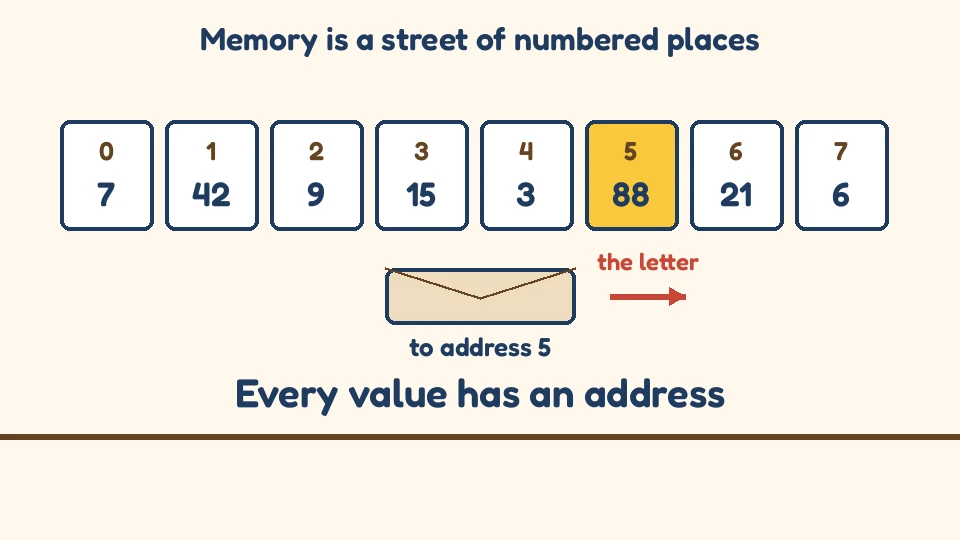 Memory is a street of numbered places
0 1 2 3 4 5 6 7
7 42 9 15 3 88 21 6
the letter
to address 5
Every value has an address